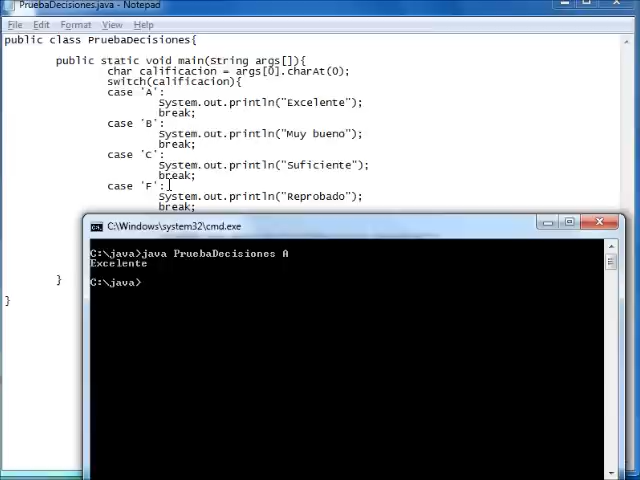 PruebaDecisiones.java - Notepad
File Edit Format View Help
public class PruebaDecisiones{
public static void main(String args[]){
char calificacion = args[0].charAt(0);
switch(calificacion){
case 'A':
System.out.println("Excelente");
break;
case 'B':
System.out.println("Muy bueno");
break;
case 'C':
System.out.println("Suficiente");
break;
case 'F':
System.out.println("Reprobado");
break;
}
}
C:\Windows\system32\cmd.exe
C:\java>java PruebaDecisiones A
Excelente
C:\java>